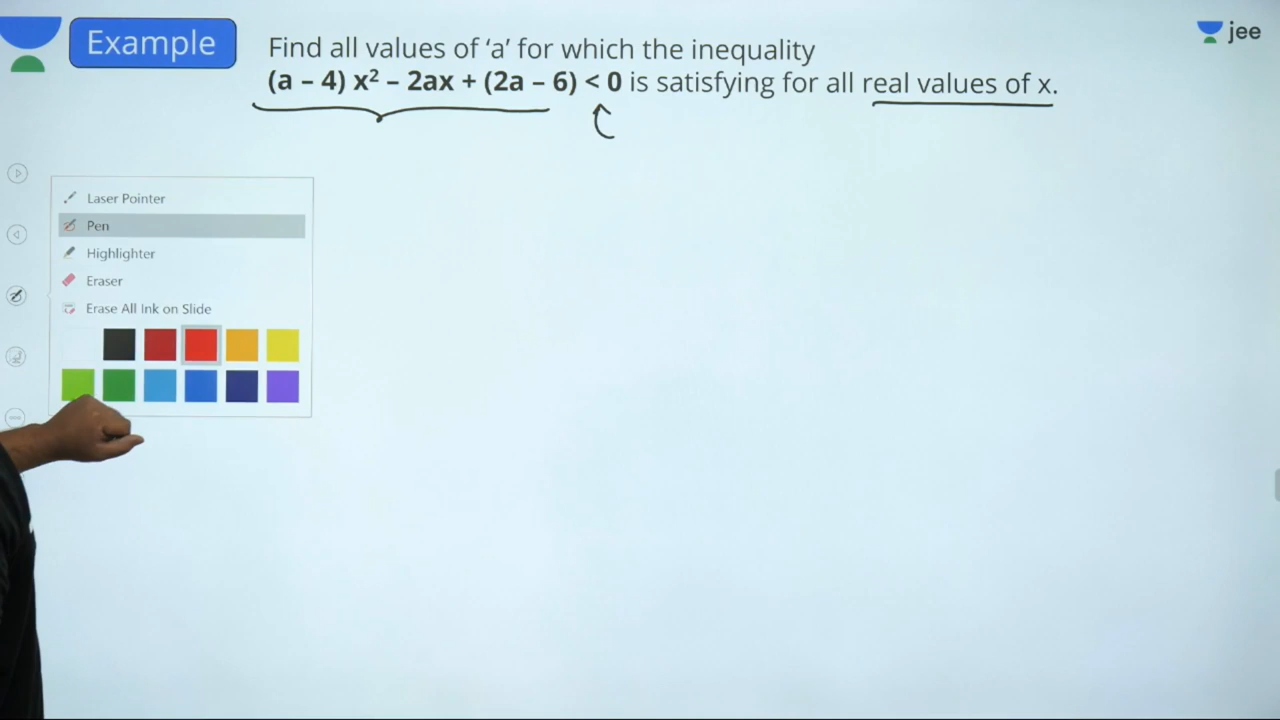 Example
Find all values of ‘a’ for which the inequality
(a – 4) x² – 2ax + (2a – 6) < 0 is satisfying for all real values of x.
jee
Laser Pointer
Pen
Highlighter
Eraser
Erase All Ink on Slide